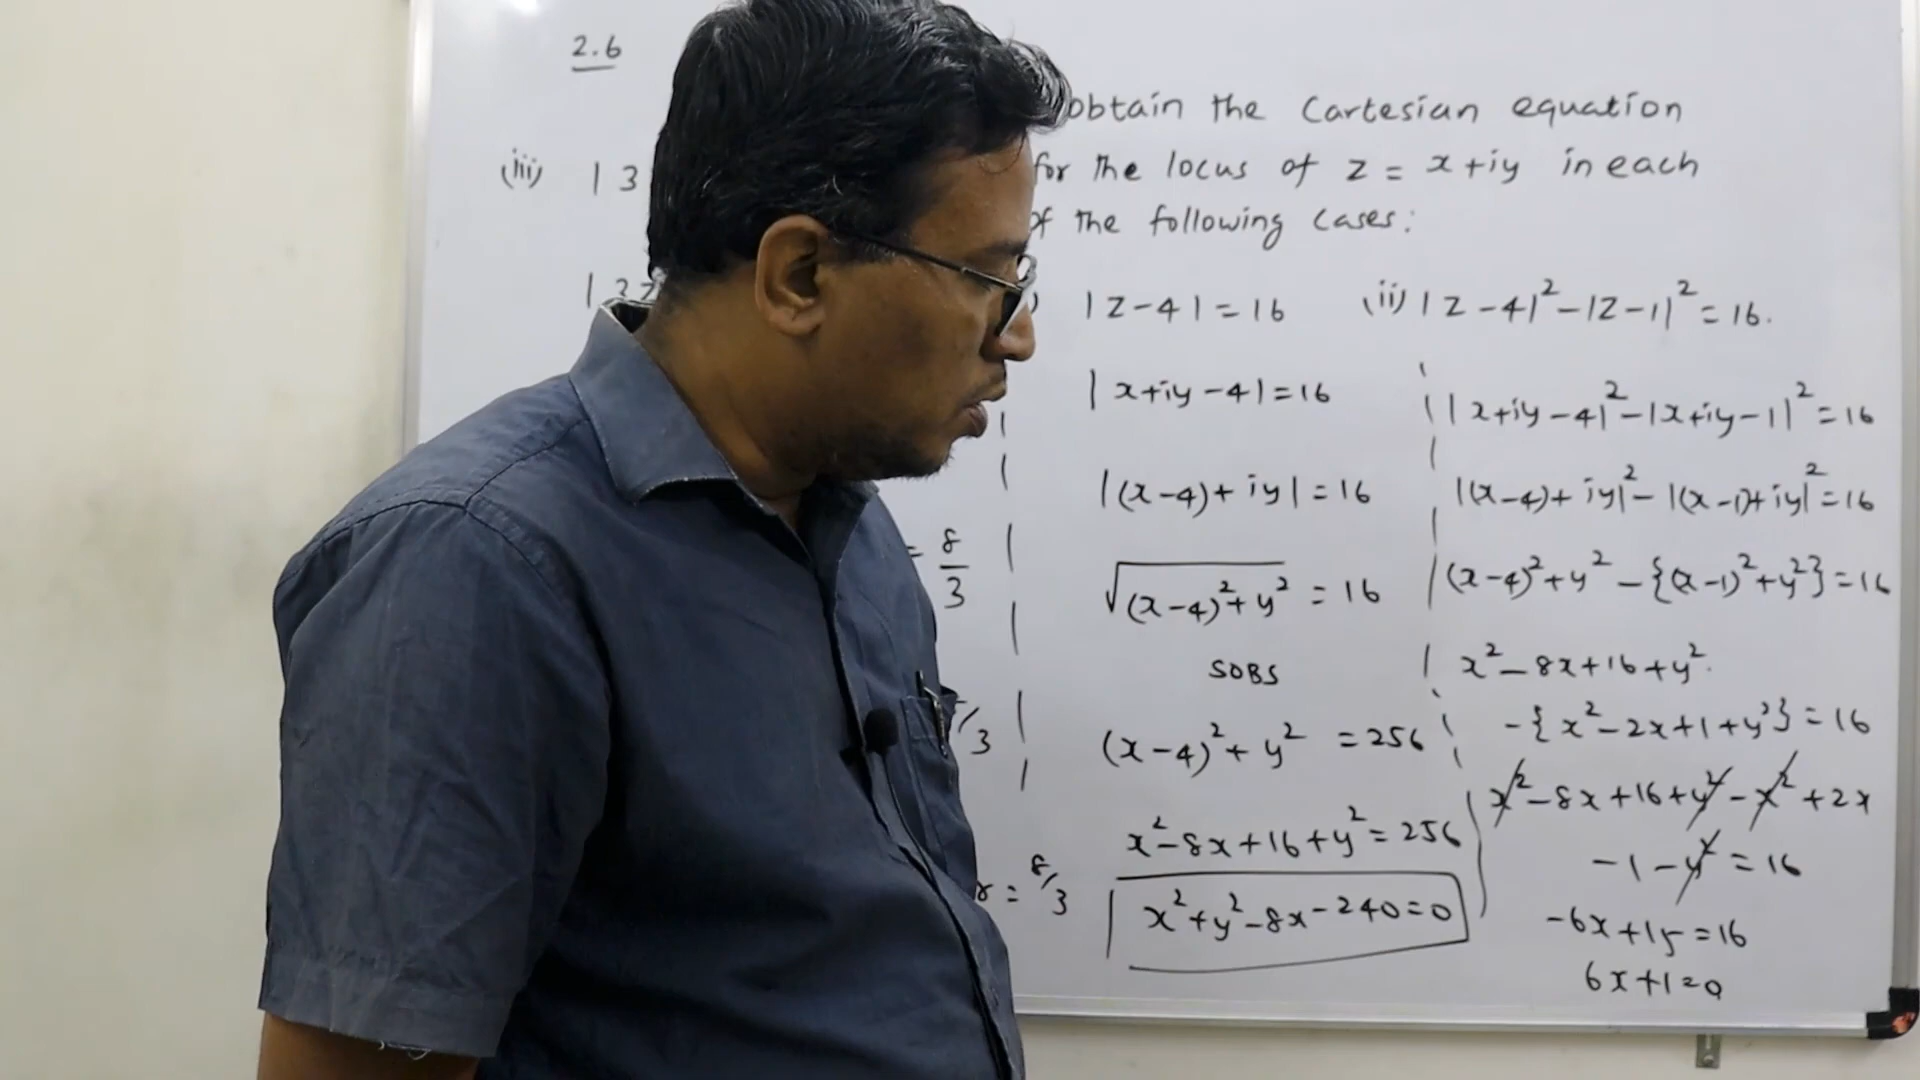 2.6
(iii) | 3
| 3z
= 8/3
/3
r = 8/3
obtain the Cartesian equation
for the locus of z = x+iy in each
of the following cases:
) |z-4| = 16
|x+iy-4| = 16
|(x-4)+iy| = 16
√((x-4)²+y²) = 16
SOBS
(x-4)²+y² = 256
x²-8x+16+y² = 256
x²+y²-8x-240=0
(ii) |z-4|²-|z-1|² = 16.
|x+iy-4|²-|x+iy-1|² = 16
|(x-4)+iy|²-|(x-1)+iy|² = 16
(x-4)²+y²-{(x-1)²+y²} = 16
x²-8x+16+y².
-{x²-2x+1+y²} = 16
x²-8x+16+y²-x²+2x
-1-y² = 16
-6x+15=16
6x+1=0